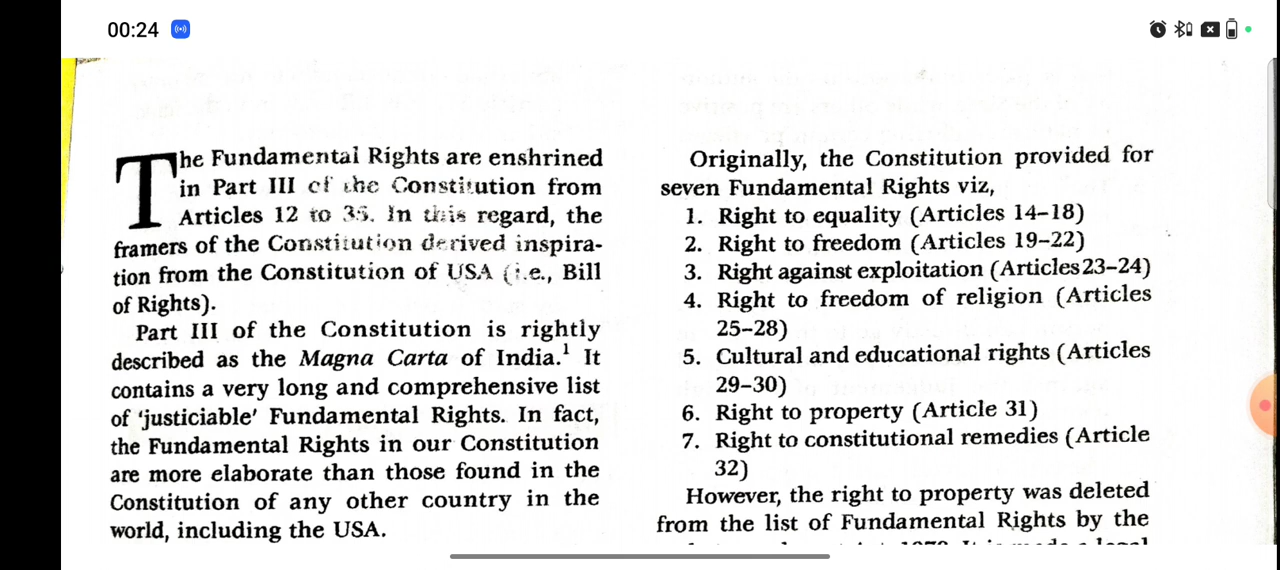 00:24
The Fundamental Rights are enshrined
in Part III of the Constitution from
Articles 12 to 35. In this regard, the
framers of the Constitution derived inspira-
tion from the Constitution of USA (i.e., Bill
of Rights).
Part III of the Constitution is rightly
described as the Magna Carta of India.¹ It
contains a very long and comprehensive list
of ‘justiciable’ Fundamental Rights. In fact,
the Fundamental Rights in our Constitution
are more elaborate than those found in the
Constitution of any other country in the
world, including the USA.
Originally, the Constitution provided for
seven Fundamental Rights viz,
1. Right to equality (Articles 14–18)
2. Right to freedom (Articles 19–22)
3. Right against exploitation (Articles 23–24)
4. Right to freedom of religion (Articles
25–28)
5. Cultural and educational rights (Articles
29–30)
6. Right to property (Article 31)
7. Right to constitutional remedies (Article
32)
However, the right to property was deleted
from the list of Fundamental Rights by the